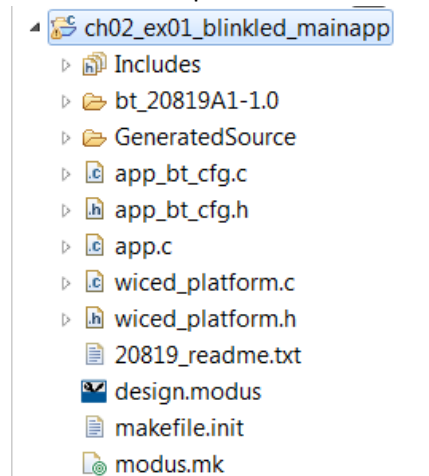 ch02_ex01_blinkled_mainapp
Includes
bt_20819A1-1.0
GeneratedSource
app_bt_cfg.c
app_bt_cfg.h
app.c
wiced_platform.c
wiced_platform.h
20819_readme.txt
design.modus
makefile.init
modus.mk